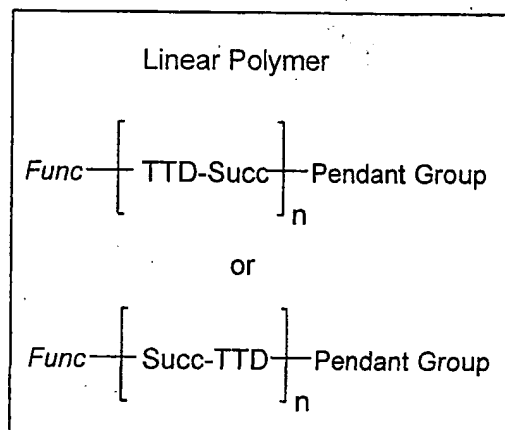 Linear Polymer
Func [ TTD-Succ ]n Pendant Group
or
Func [ Succ-TTD ]n Pendant Group